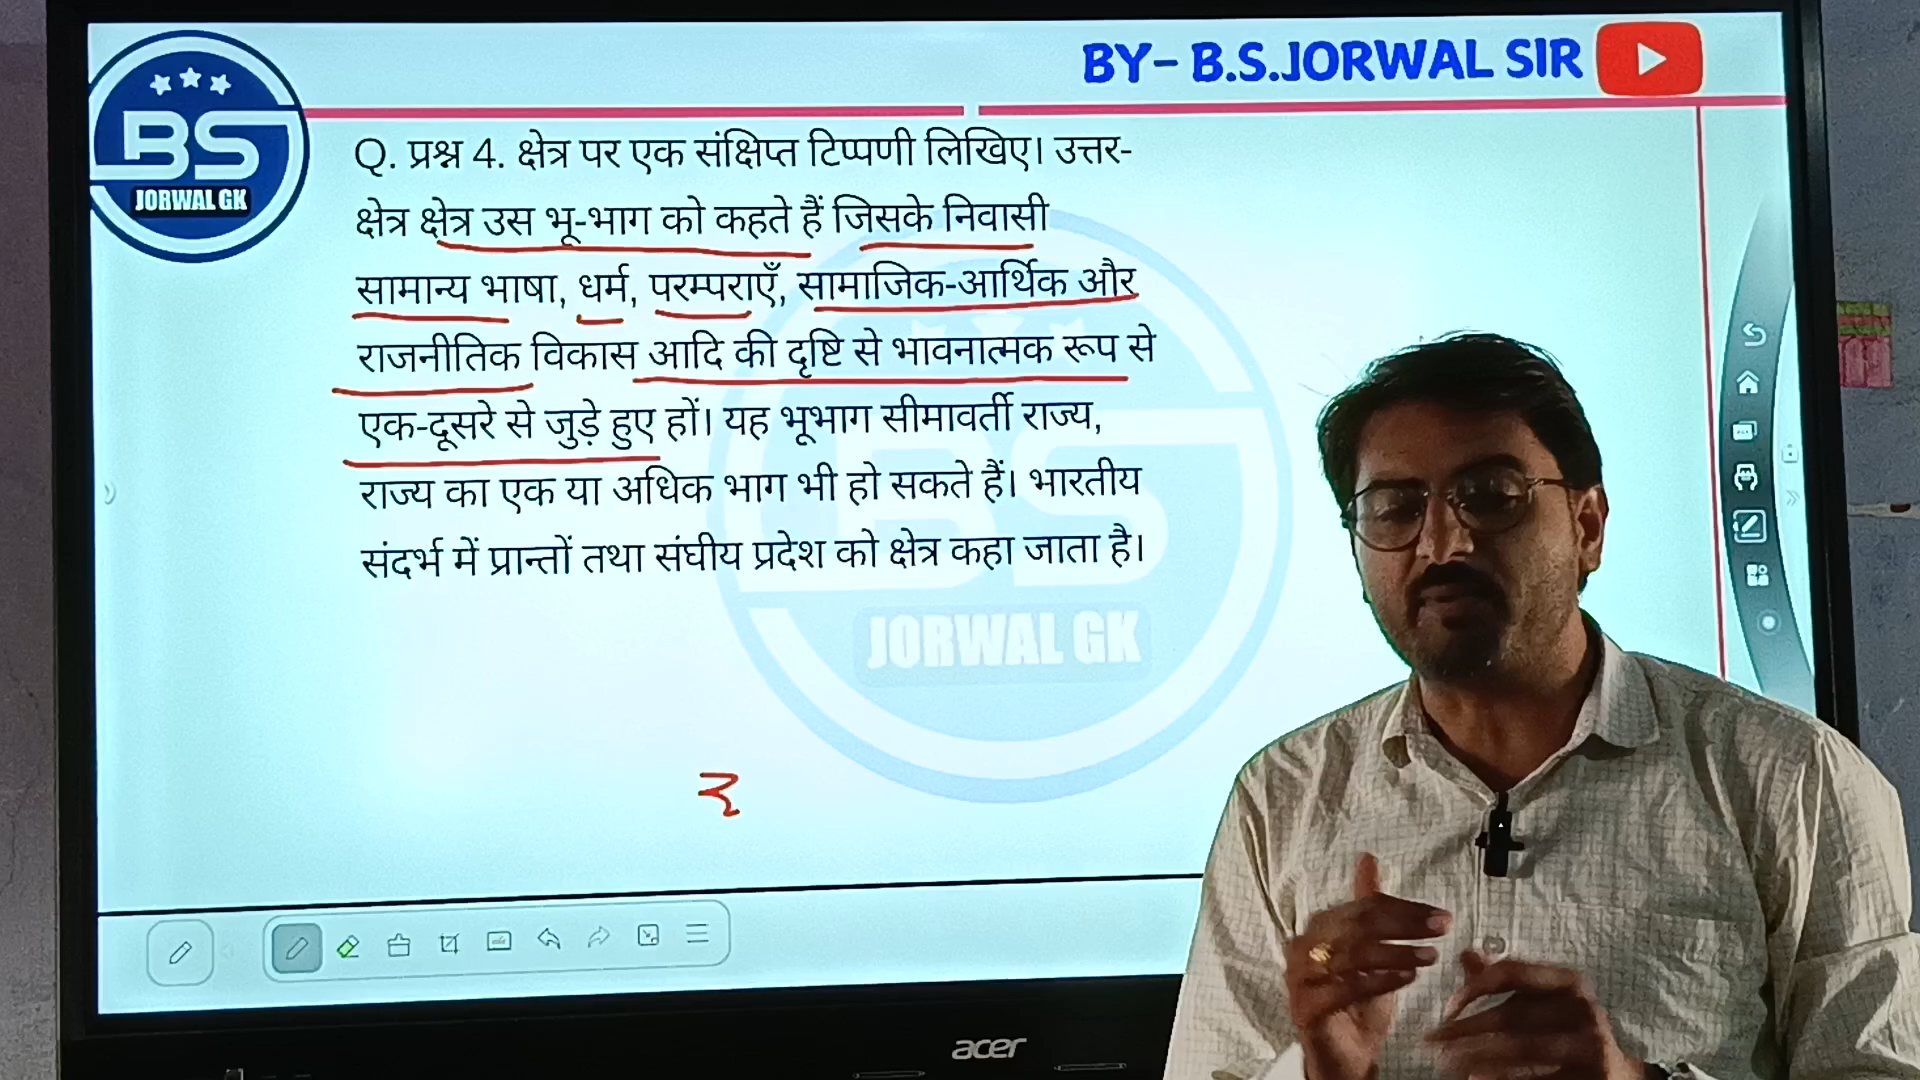 BY- B.S.JORWAL SIR
BS
JORWAL GK
Q. प्रश्न 4. क्षेत्र पर एक संक्षिप्त टिप्पणी लिखिए। उत्तर-
क्षेत्र क्षेत्र उस भू-भाग को कहते हैं जिसके निवासी
सामान्य भाषा, धर्म, परम्पराएँ, सामाजिक-आर्थिक और
राजनीतिक विकास आदि की दृष्टि से भावनात्मक रूप से
एक-दूसरे से जुड़े हुए हों। यह भूभाग सीमावर्ती राज्य,
राज्य का एक या अधिक भाग भी हो सकते हैं। भारतीय
संदर्भ में प्रान्तों तथा संघीय प्रदेश को क्षेत्र कहा जाता है।
BS
JORWAL GK
acer